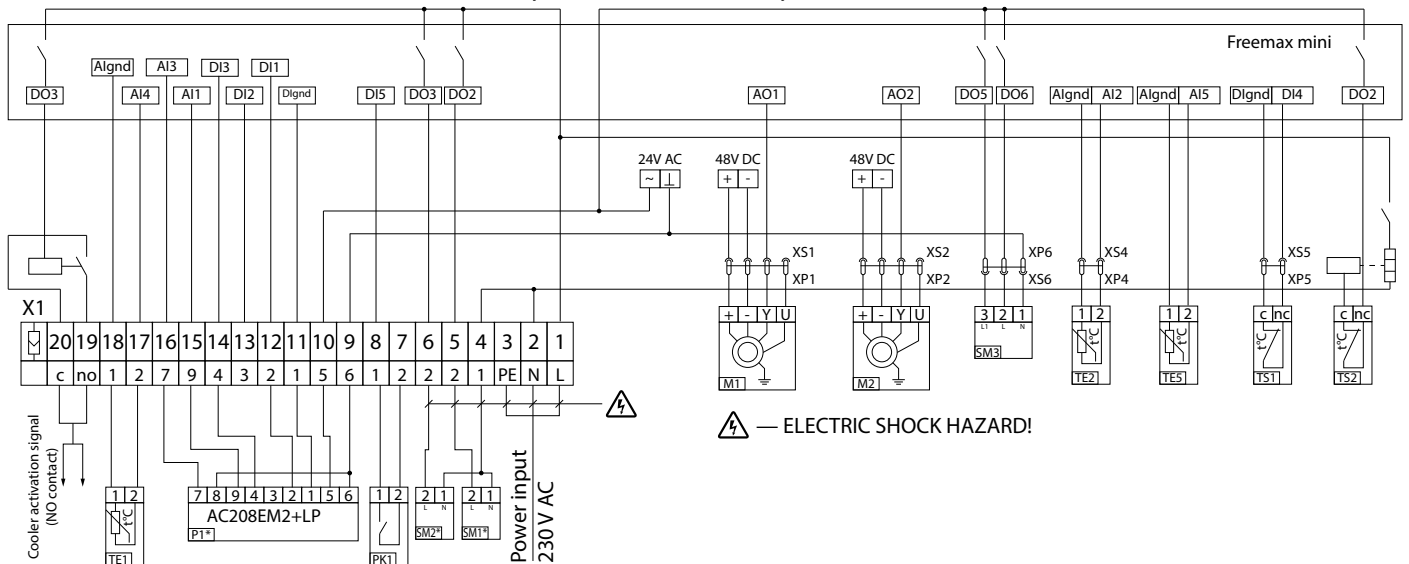 Freemax mini
AIgnd AI3 DI3 DI1
DO3 AI4 AI1 DI2 DIgnd DI5 DO3 DO2 AO1 AO2 DO5 DO6 AIgnd AI2 AIgnd AI5 DIgnd DI4 DO2
24V AC 48V DC 48V DC
~ ⊥ + - + -
XS1 XS2 XP6 XS4 XS5
XP1 XP2 XS6 XP4 XP5
X1
+ - Y U + - Y U 3 2 1 1 2 1 2 c nc c nc
L1 L N
t°C t°C t°C t°C
SM3
M1 M2 TE2 TE5 TS1 TS2
20 19 18 17 16 15 14 13 12 11 10 9 8 7 6 5 4 3 2 1
c no 1 2 7 9 4 3 2 1 5 6 1 2 2 2 1 PE N L
— ELECTRIC SHOCK HAZARD!
Cooler activation signal
(NO contact)
1 2 7 8 9 4 3 2 1 5 6 1 2 2 1 2 1
L N L N
t°C
AC208EM2+LP
TE1 P1* PK1 SM2* SM1*
Power input
230 V AC